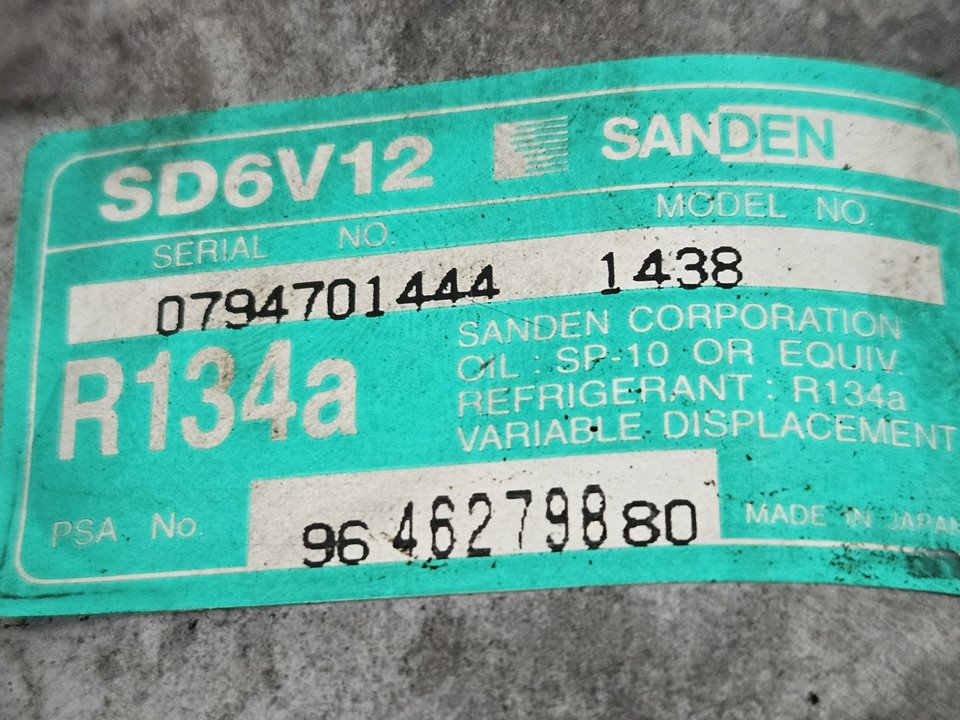 SD6V12 SANDEN
SERIAL NO. MODEL NO.
0794701444 1438
R134a
SANDEN CORPORATION
OIL : SP-10 OR EQUIV.
REFRIGERANT : R134a
VARIABLE DISPLACEMENT
PSA No. 96 462798 80 MADE IN JAPAN